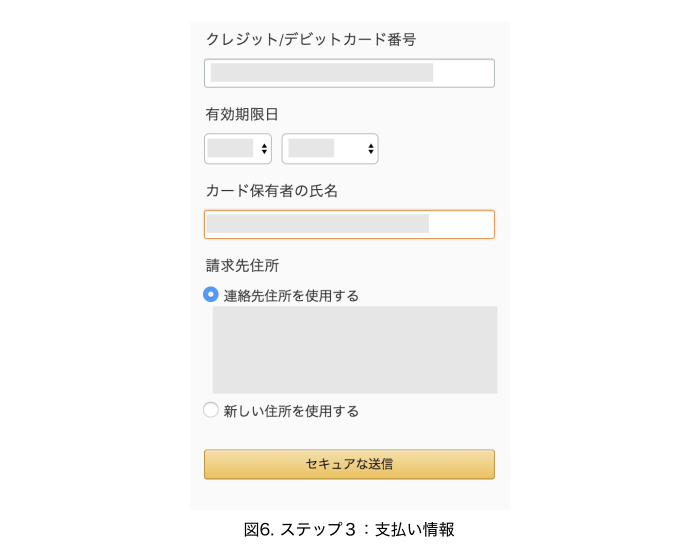 クレジット/デビットカード番号
有効期限日
カード保有者の氏名
請求先住所
連絡先住所を使用する
新しい住所を使用する
セキュアな送信
図6. ステップ３：支払い情報